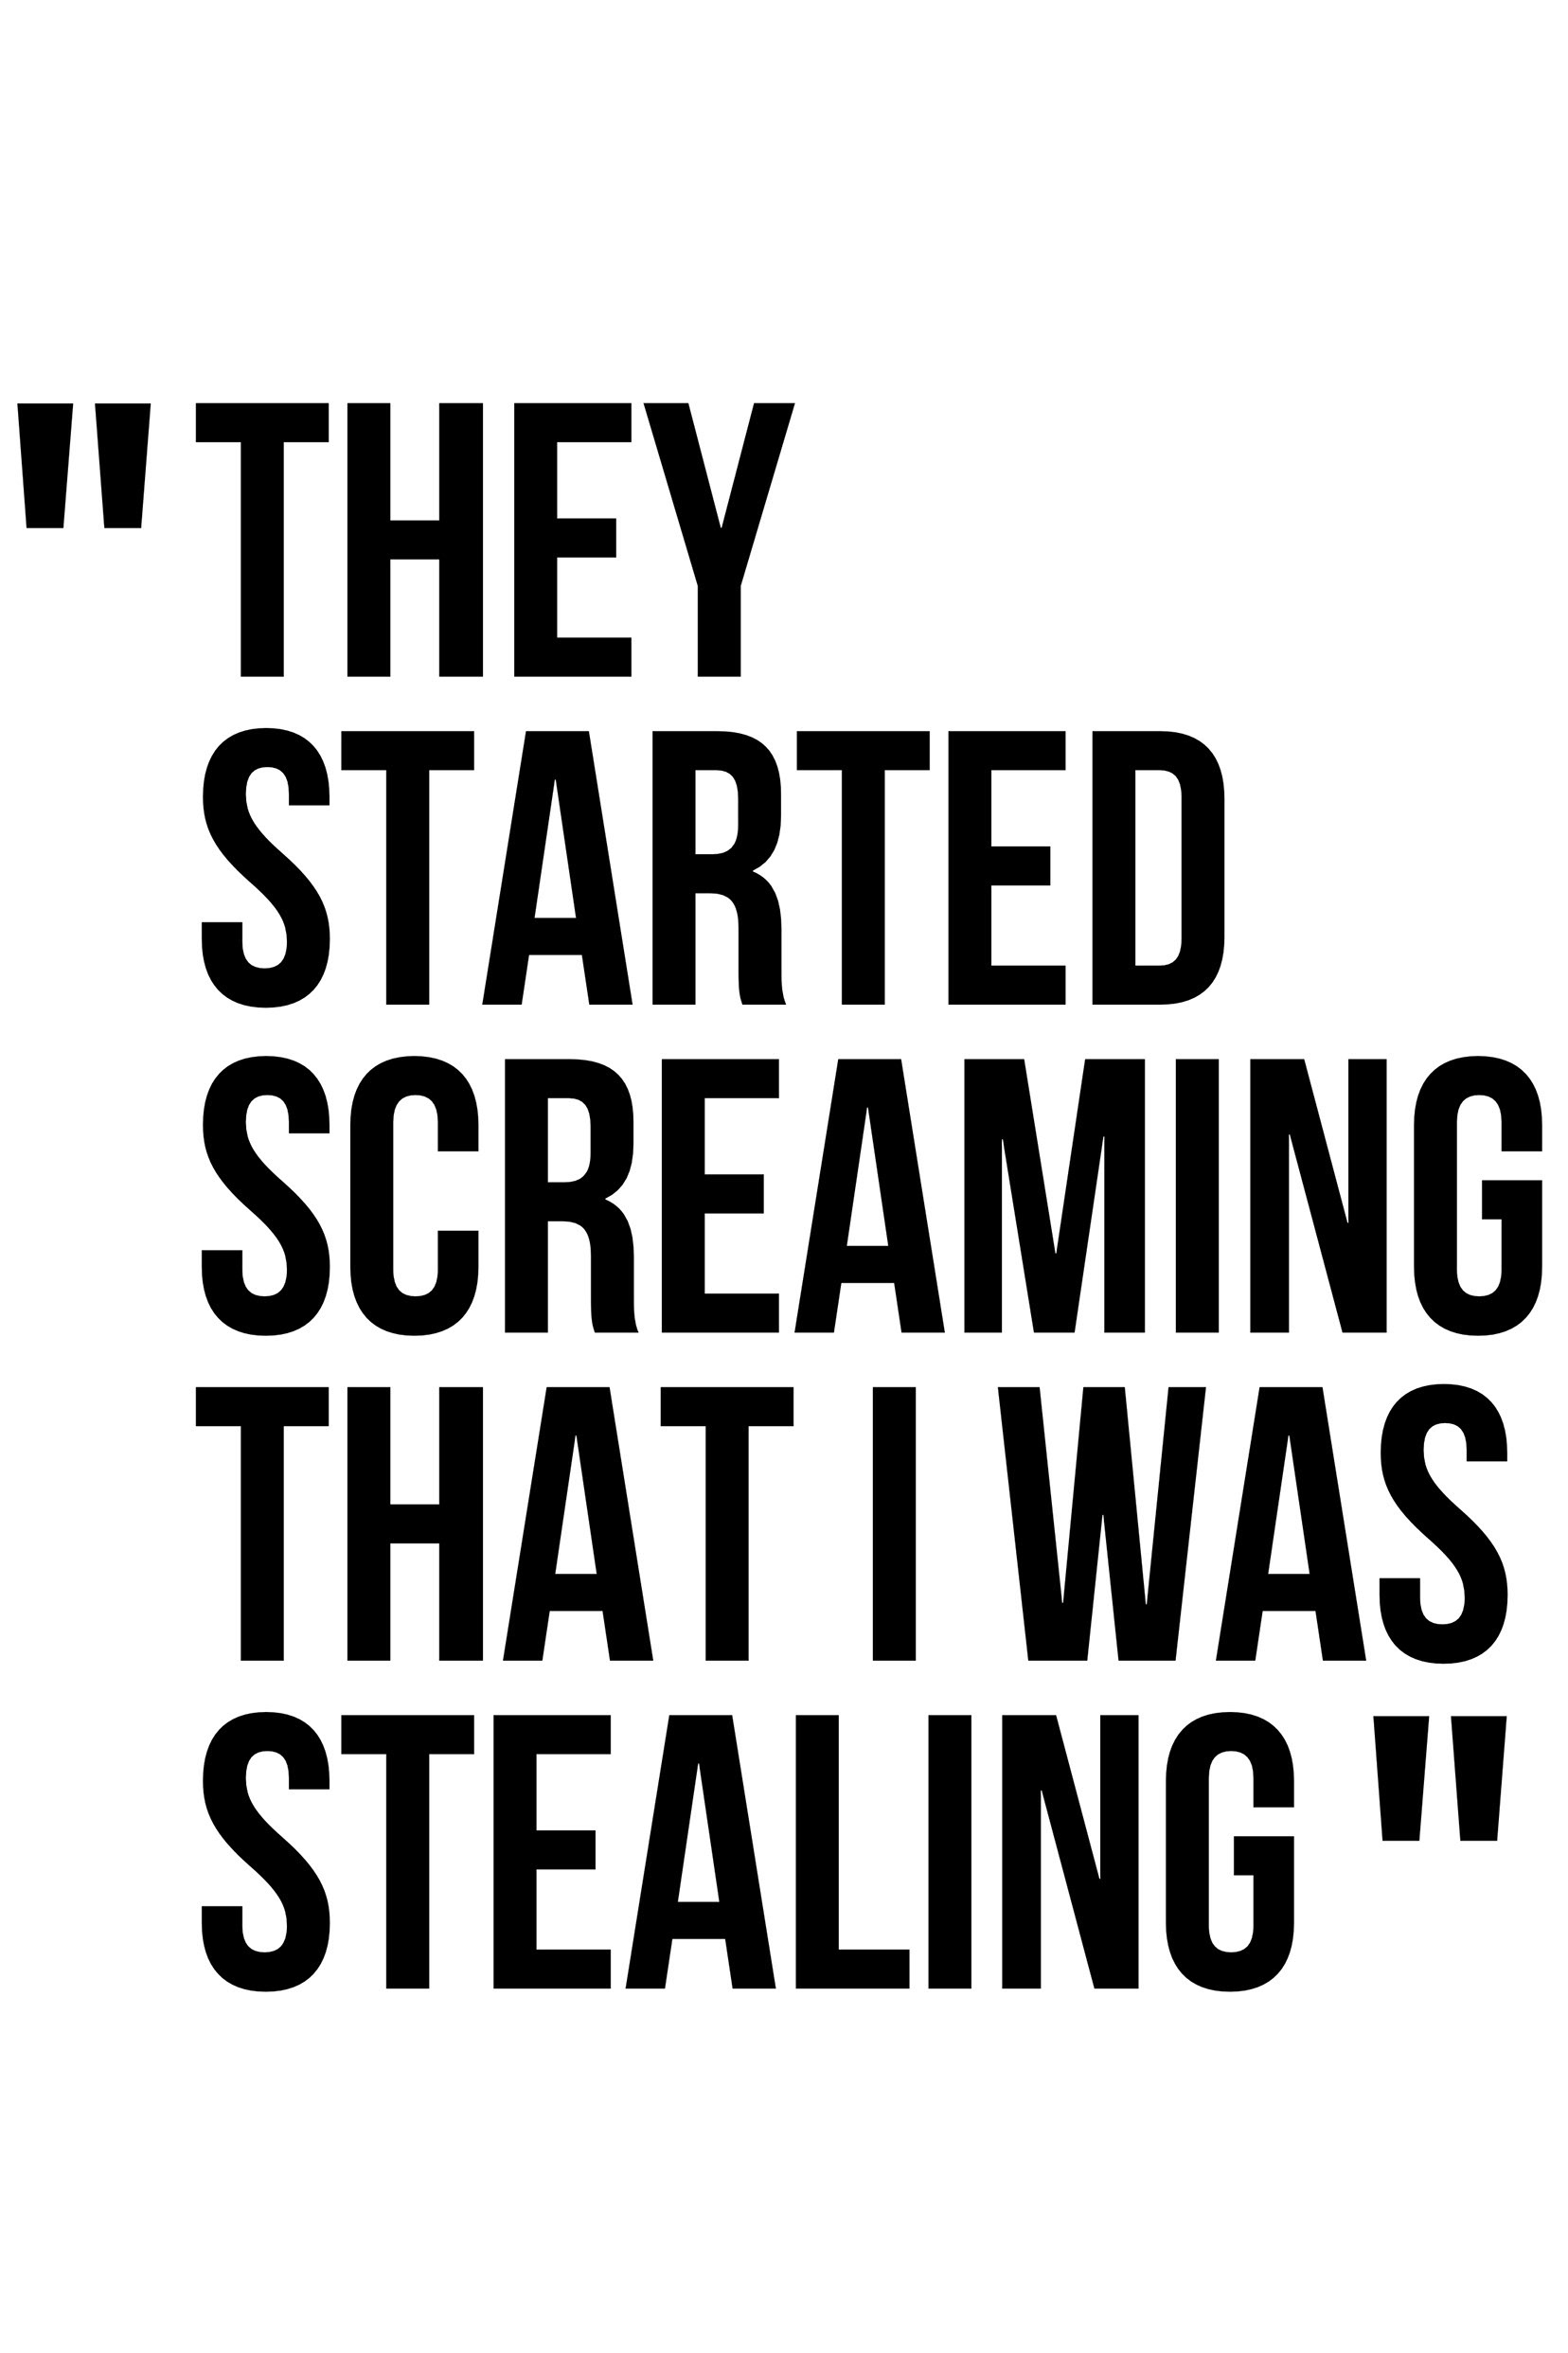 "THEY
STARTED
SCREAMING
THAT I WAS
STEALING"